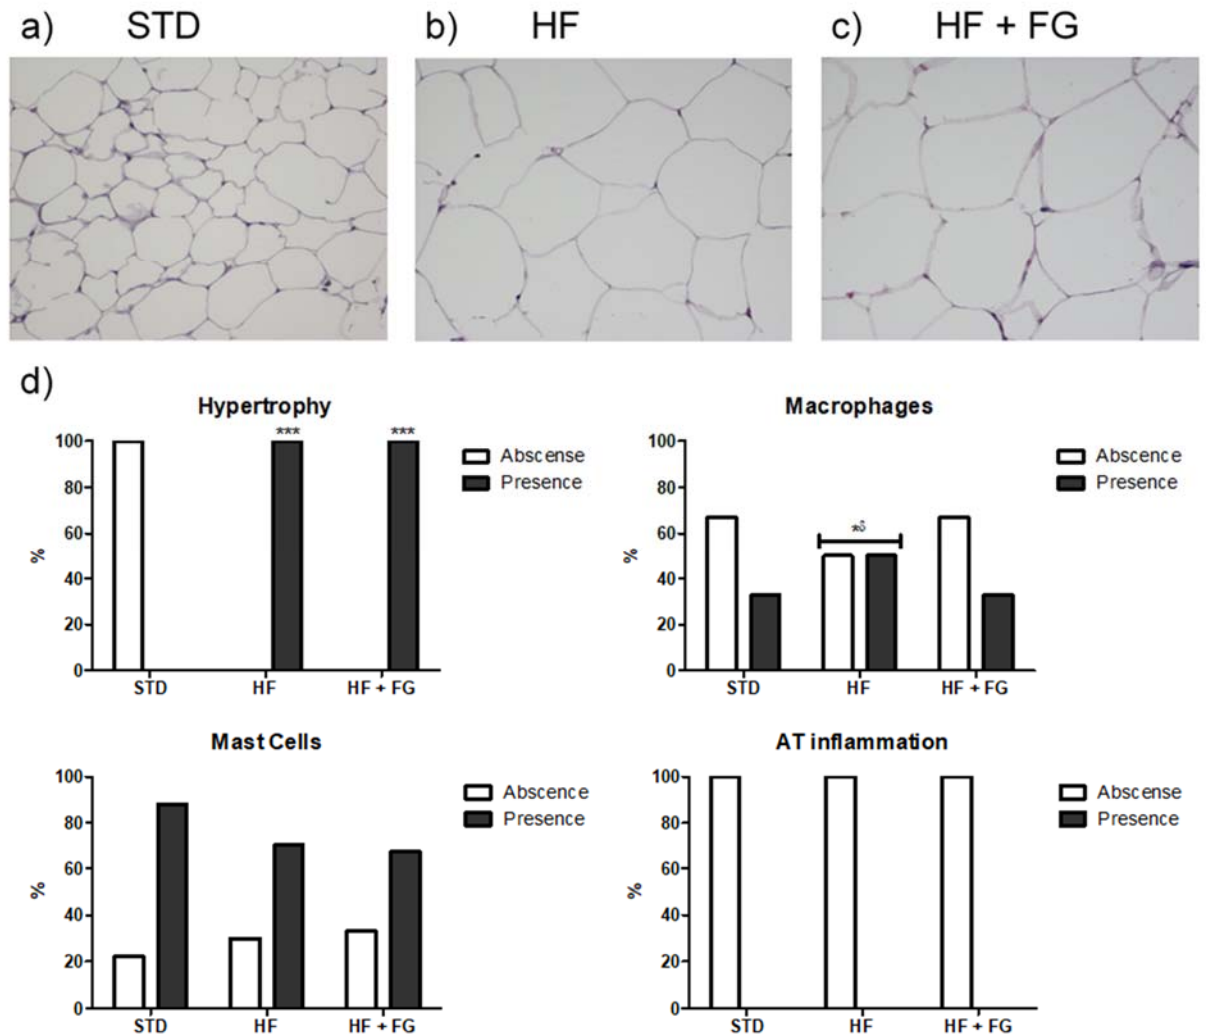 a) STD
b) HF
c) HF + FG
d)
Hypertrophy
***
***
100
80
60
40
20
0
%
STD
HF
HF + FG
Abscense
Presence
Macrophages
*
100
80
60
40
20
0
%
STD
HF
HF + FG
Abscence
Presence
Mast Cells
100
80
60
40
20
0
%
STD
HF
HF + FG
Abscence
Presence
AT inflammation
100
80
60
40
20
0
%
STD
HF
HF + FG
Abscense
Presence